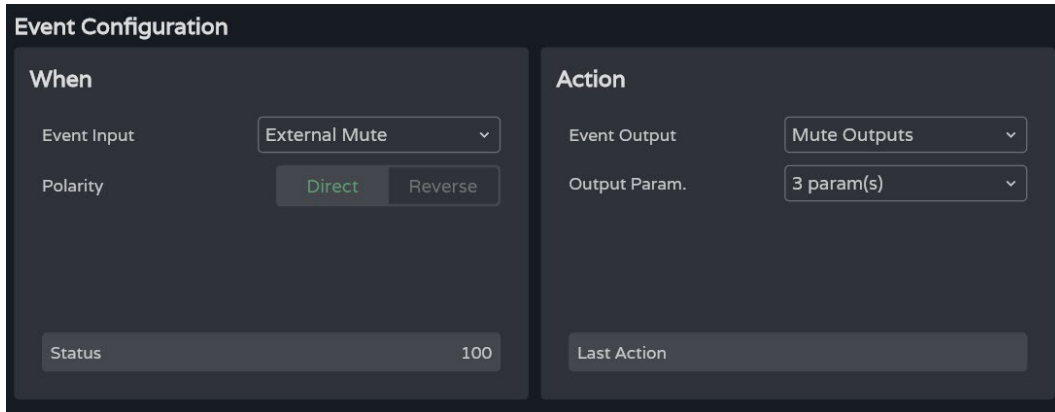 Event Configuration
When
Event Input
External Mute
Polarity
Direct
Reverse
Status
100
Action
Event Output
Mute Outputs
Output Param.
3 param(s)
Last Action